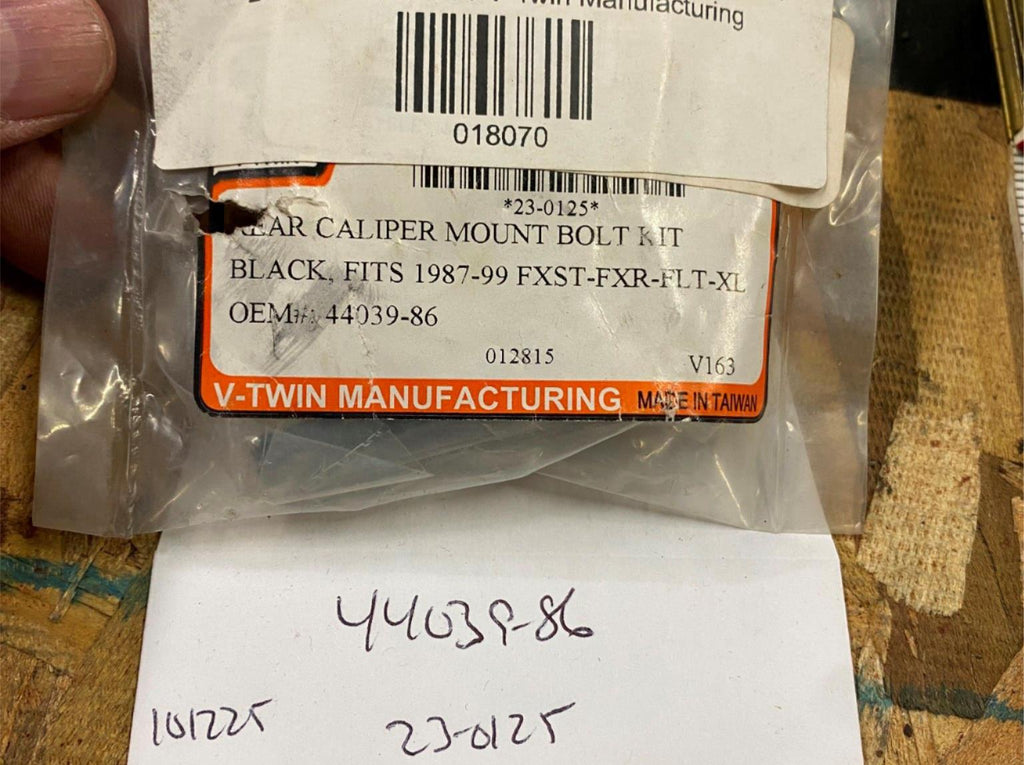 Twin Manufacturing
018070
*23-0125*
REAR CALIPER MOUNT BOLT KIT
BLACK, FITS 1987-99 FXST-FXR-FLT-XL
OEM#: 44039-86
012815 V163
V-TWIN MANUFACTURING MADE IN TAIWAN
44039-86
101225 23-0125